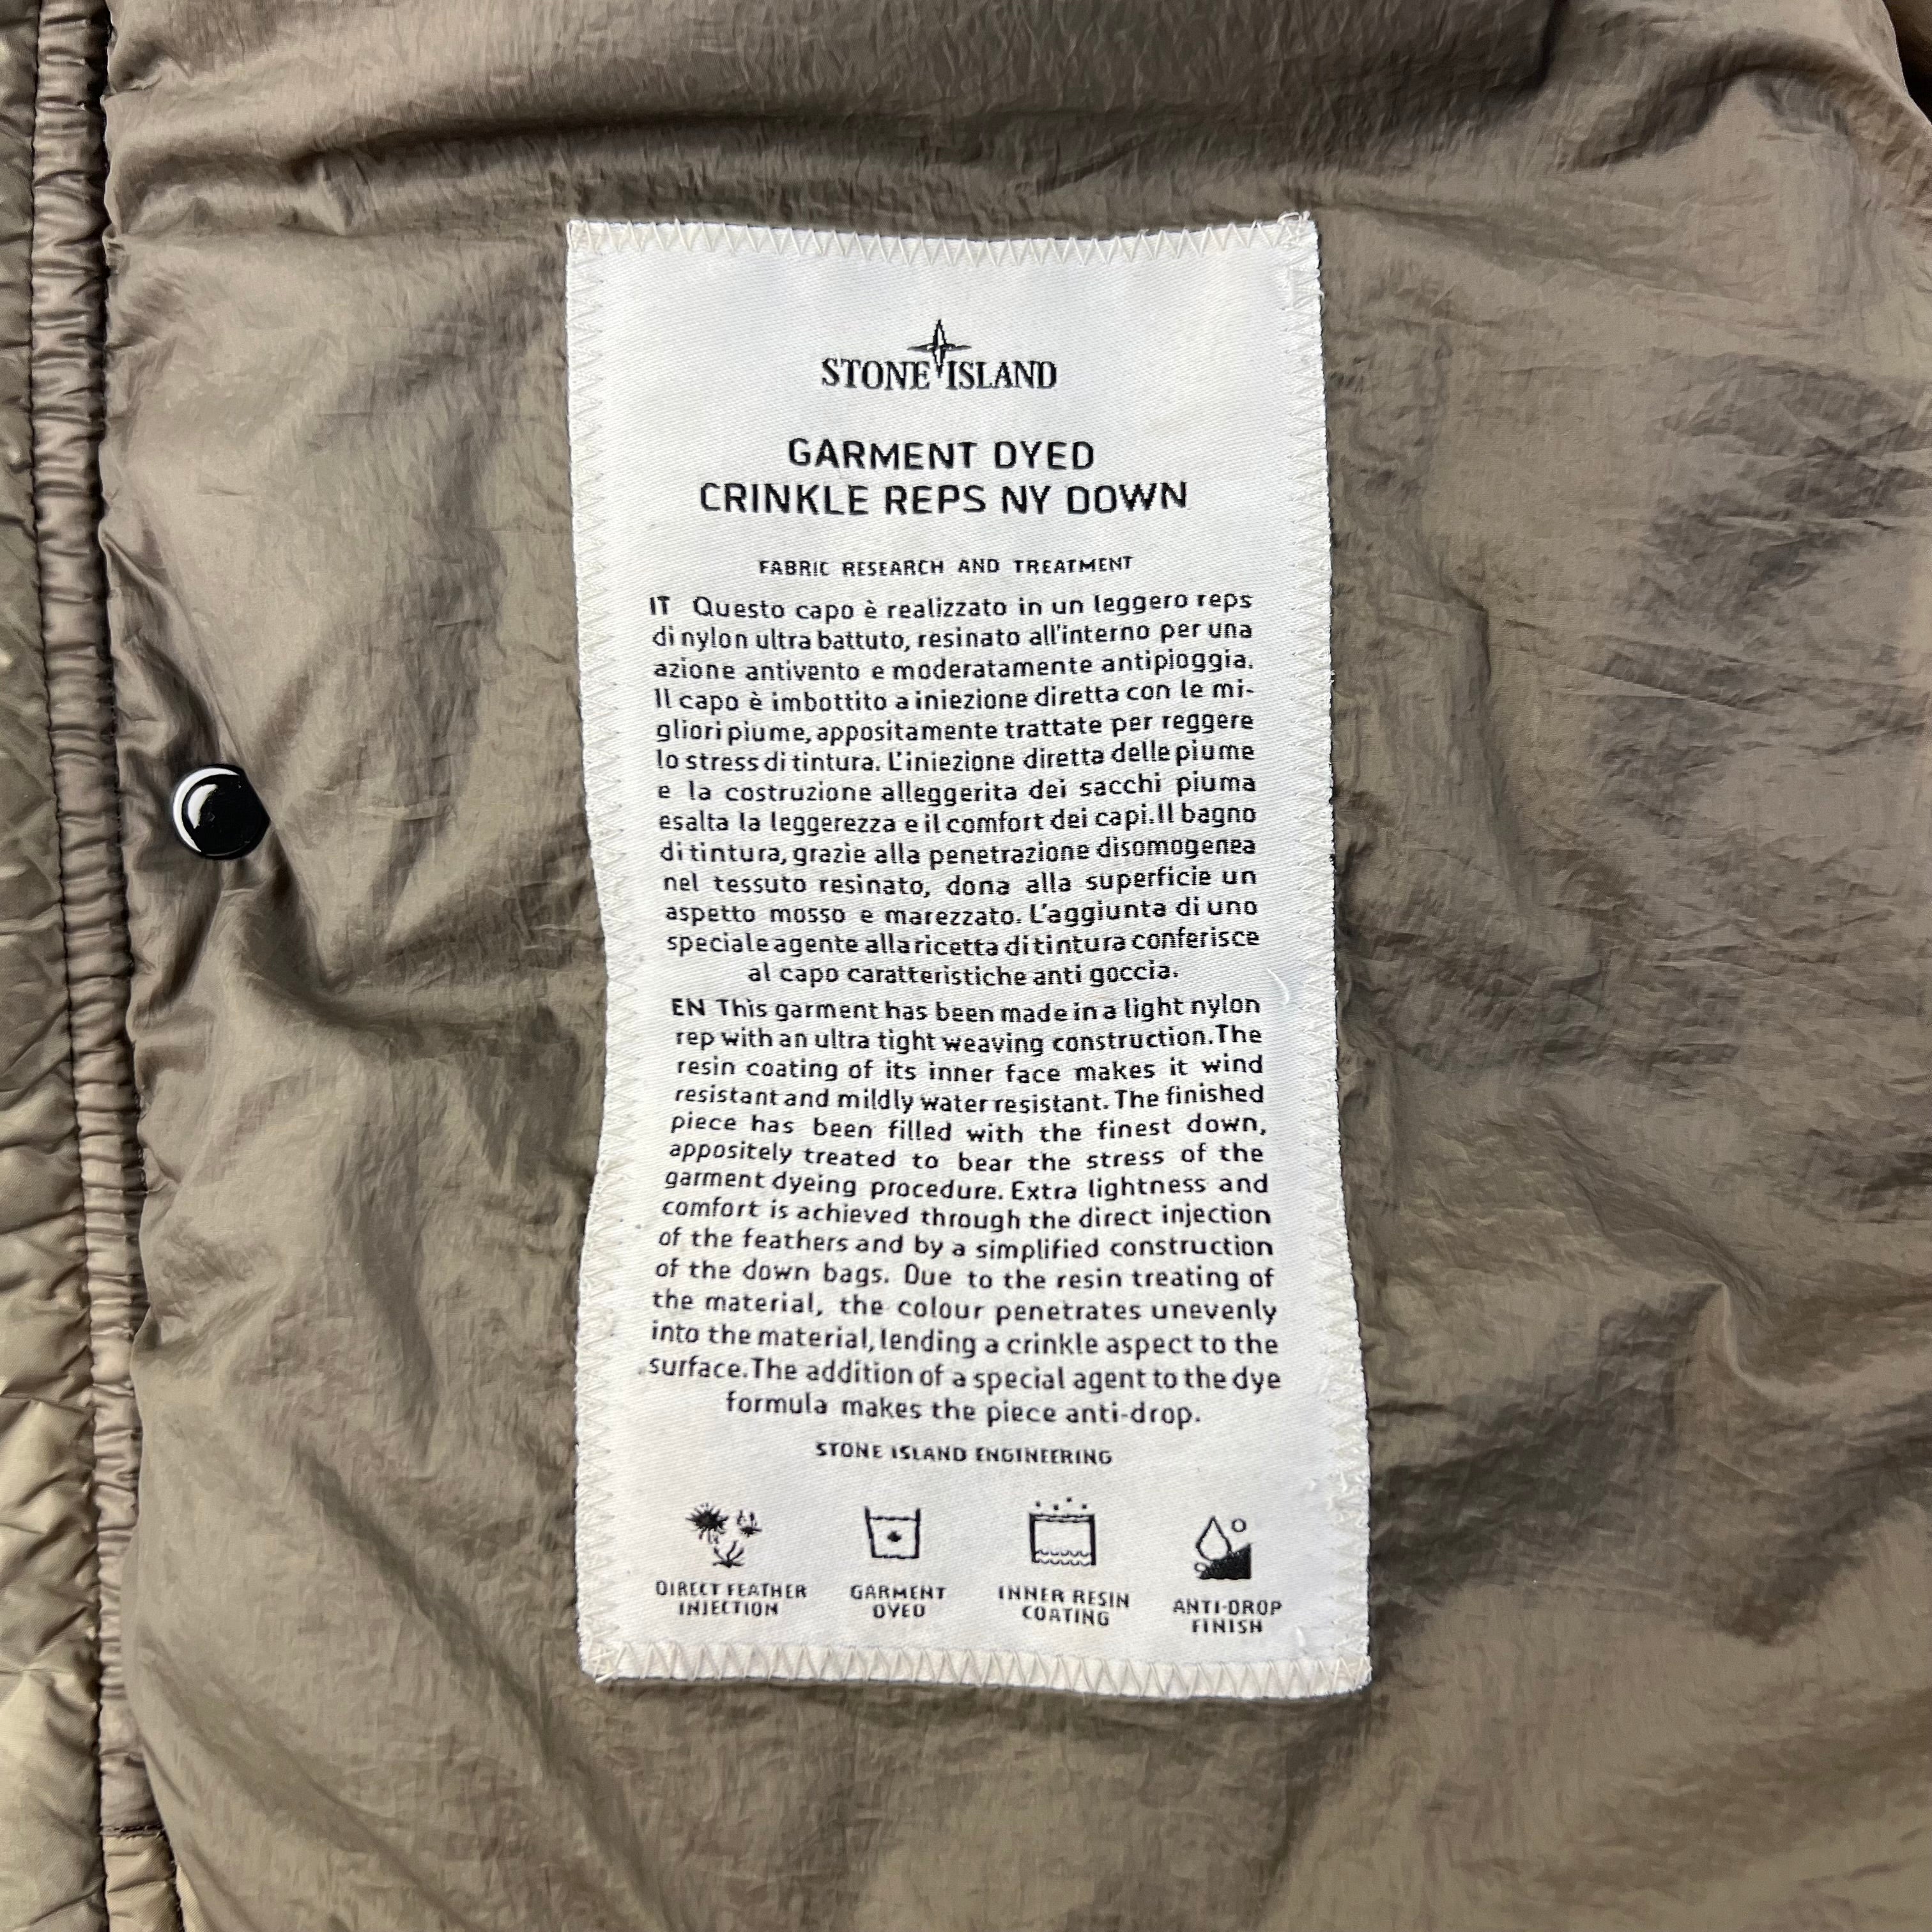 STONE ISLAND
GARMENT DYED
CRINKLE REPS NY DOWN
FABRIC RESEARCH AND TREATMENT
IT Questo capo è realizzato in un leggero reps
di nylon ultra battuto, resinato all'interno per una
azione antivento e moderatamente antipioggia.
Il capo è imbottito a iniezione diretta con le mi-
gliori piume, appositamente trattate per reggere
lo stress di tintura. L'iniezione diretta delle piume
e la costruzione alleggerita dei sacchi piuma
esalta la leggerezza e il comfort dei capi. Il bagno
di tintura, grazie alla penetrazione disomogenea
nel tessuto resinato, dona alla superficie un
aspetto mosso e marezzato. L'aggiunta di uno
speciale agente alla ricetta di tintura conferisce
al capo caratteristiche anti goccia.
EN This garment has been made in a light nylon
rep with an ultra tight weaving construction. The
resin coating of its inner face makes it wind
resistant and mildly water resistant. The finished
piece has been filled with the finest down,
appositely treated to bear the stress of the
garment dyeing procedure. Extra lightness and
comfort is achieved through the direct injection
of the feathers and by a simplified construction
of the down bags. Due to the resin treating of
the material, the colour penetrates unevenly
into the material, lending a crinkle aspect to the
surface. The addition of a special agent to the dye
formula makes the piece anti-drop.
STONE ISLAND ENGINEERING
DIRECT FEATHER
INJECTION
GARMENT
DYED
INNER RESIN
COATING
ANTI-DROP
FINISH